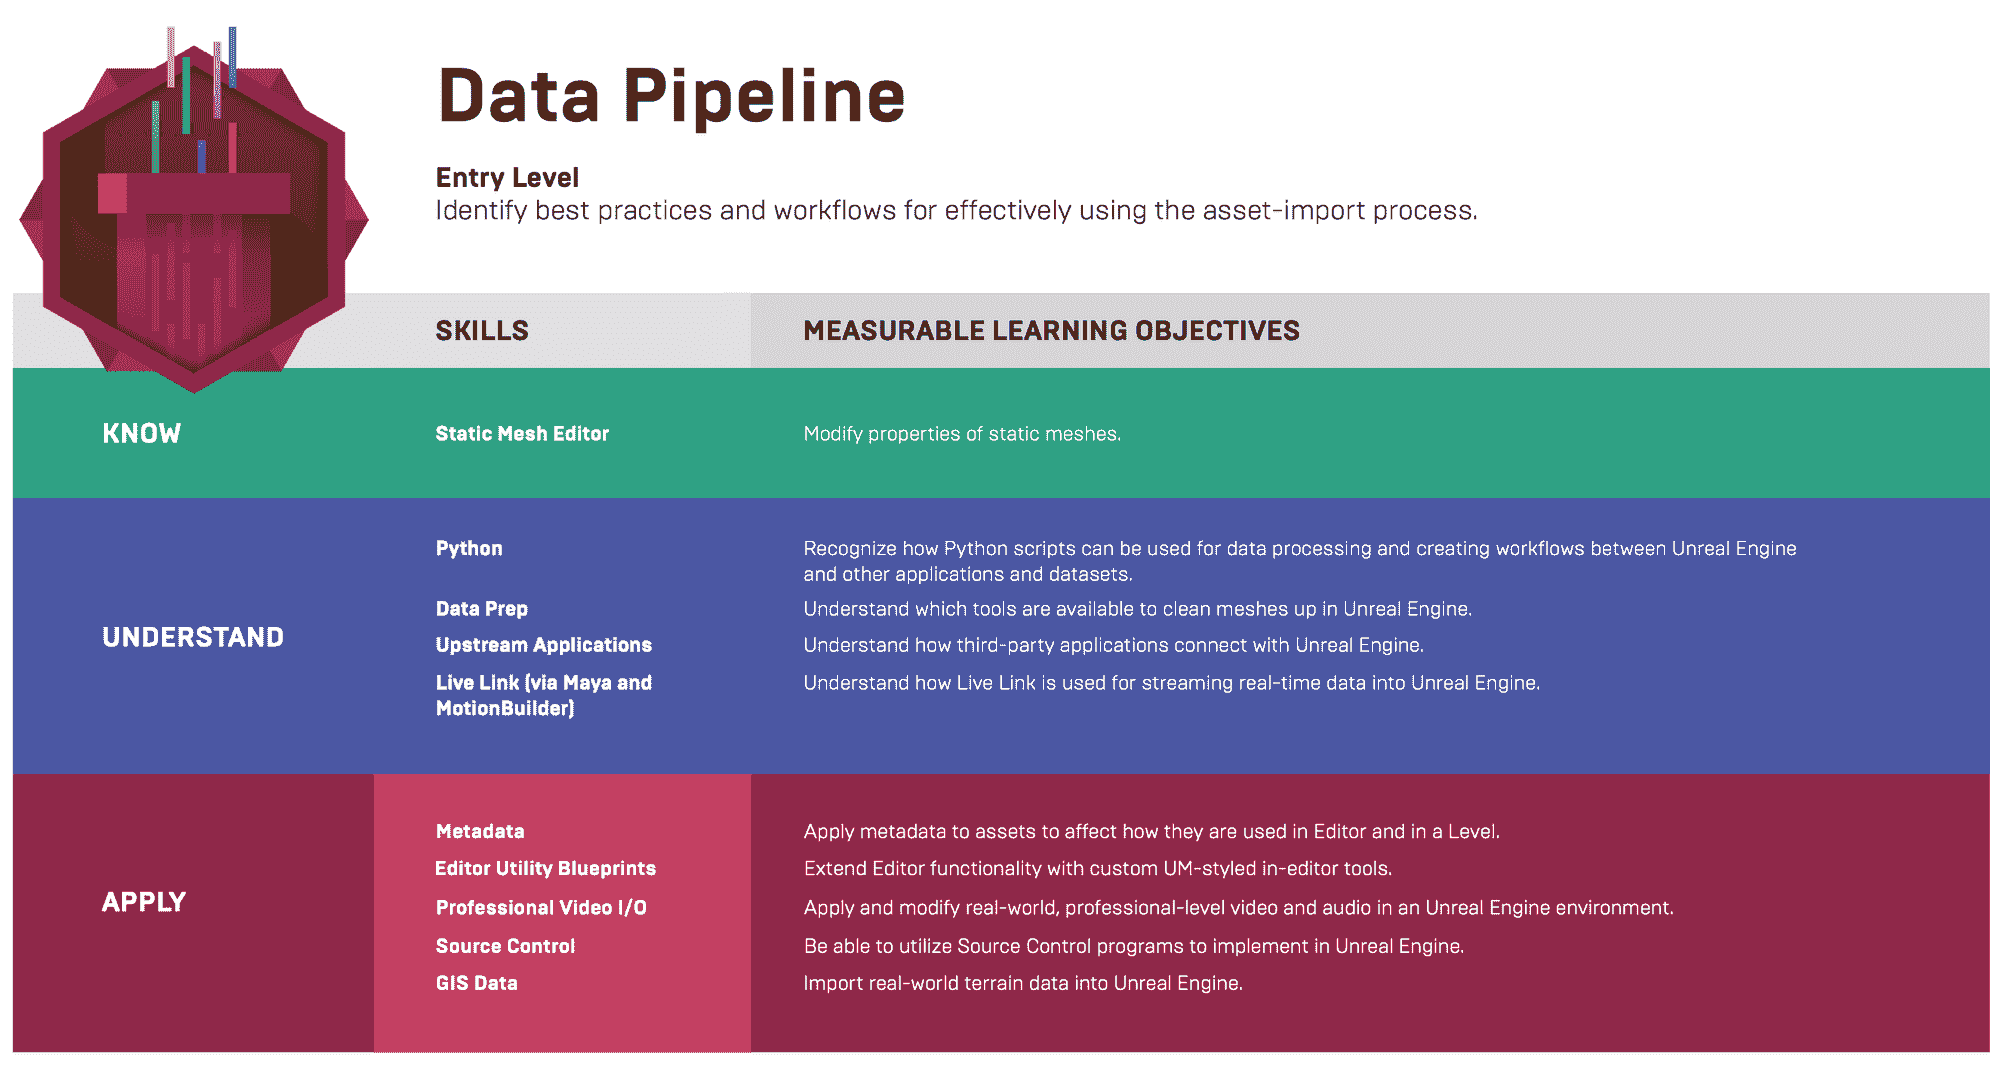 Data Pipeline
Entry Level
Identify best practices and workflows for effectively using the asset-import process.
SKILLS
MEASURABLE LEARNING OBJECTIVES
KNOW
Static Mesh Editor
Modify properties of static meshes.
UNDERSTAND
Python
Recognize how Python scripts can be used for data processing and creating workflows between Unreal Engine
and other applications and datasets.
Data Prep
Understand which tools are available to clean meshes up in Unreal Engine.
Upstream Applications
Understand how third-party applications connect with Unreal Engine.
Live Link (via Maya and
MotionBuilder)
Understand how Live Link is used for streaming real-time data into Unreal Engine.
APPLY
Metadata
Apply metadata to assets to affect how they are used in Editor and in a Level.
Editor Utility Blueprints
Extend Editor functionality with custom UM-styled in-editor tools.
Professional Video I/O
Apply and modify real-world, professional-level video and audio in an Unreal Engine environment.
Source Control
Be able to utilize Source Control programs to implement in Unreal Engine.
GIS Data
Import real-world terrain data into Unreal Engine.